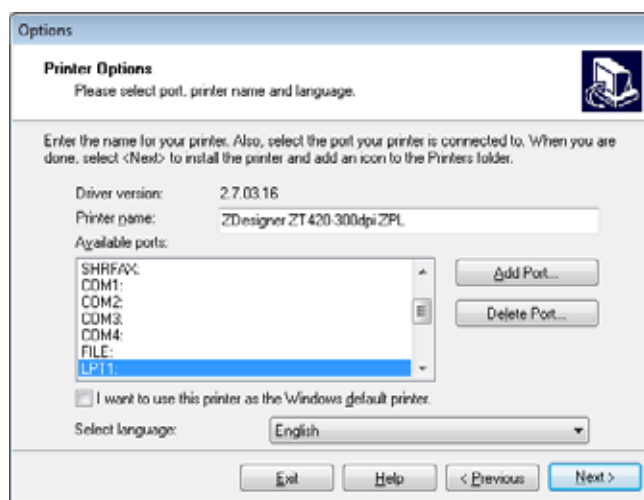 Options
Printer Options
Please select port, printer name and language.
Enter the name for your printer. Also, select the port your printer is connected to. When you are
done, select <Next> to install the printer and add an icon to the Printers folder.
Driver version: 2.7.03.16
Printer name: ZDesigner ZT420-300dpi ZPL
Available ports:
SHRFAX:
COM1:
COM2:
COM3:
COM4:
FILE:
LPT1:
Add Port...
Delete Port...
I want to use this printer as the Windows default printer.
Select language: English
Exit Help < Previous Next >